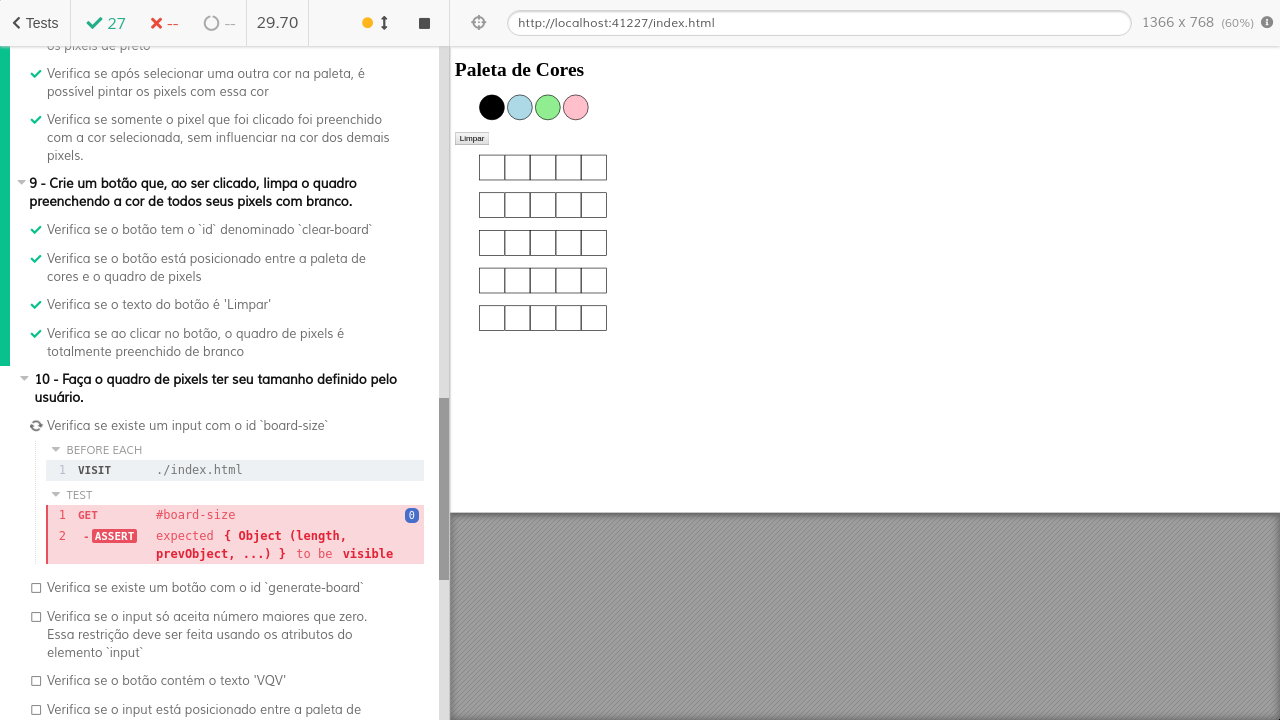 Tests 27 -- -- 29.70
http://localhost:41227/index.html 1366 x 768 (60%)
os pixels de preto
Verifica se após selecionar uma outra cor na paleta, é
possível pintar os pixels com essa cor
Verifica se somente o pixel que foi clicado foi preenchido
com a cor selecionada, sem influenciar na cor dos demais
pixels.
9 - Crie um botão que, ao ser clicado, limpa o quadro
preenchendo a cor de todos seus pixels com branco.
Verifica se o botão tem o `id` denominado `clear-board`
Verifica se o botão está posicionado entre a paleta de
cores e o quadro de pixels
Verifica se o texto do botão é 'Limpar'
Verifica se ao clicar no botão, o quadro de pixels é
totalmente preenchido de branco
10 - Faça o quadro de pixels ter seu tamanho definido pelo
usuário.
Verifica se existe um input com o id `board-size`
BEFORE EACH
1 VISIT ./index.html
TEST
1 GET #board-size 0
2 -ASSERT expected { Object (length,
prevObject, ...) } to be visible
Verifica se existe um botão com o id `generate-board`
Verifica se o input só aceita número maiores que zero.
Essa restrição deve ser feita usando os atributos do
elemento `input`
Verifica se o botão contém o texto 'VQV'
Verifica se o input está posicionado entre a paleta de
Paleta de Cores
Limpar